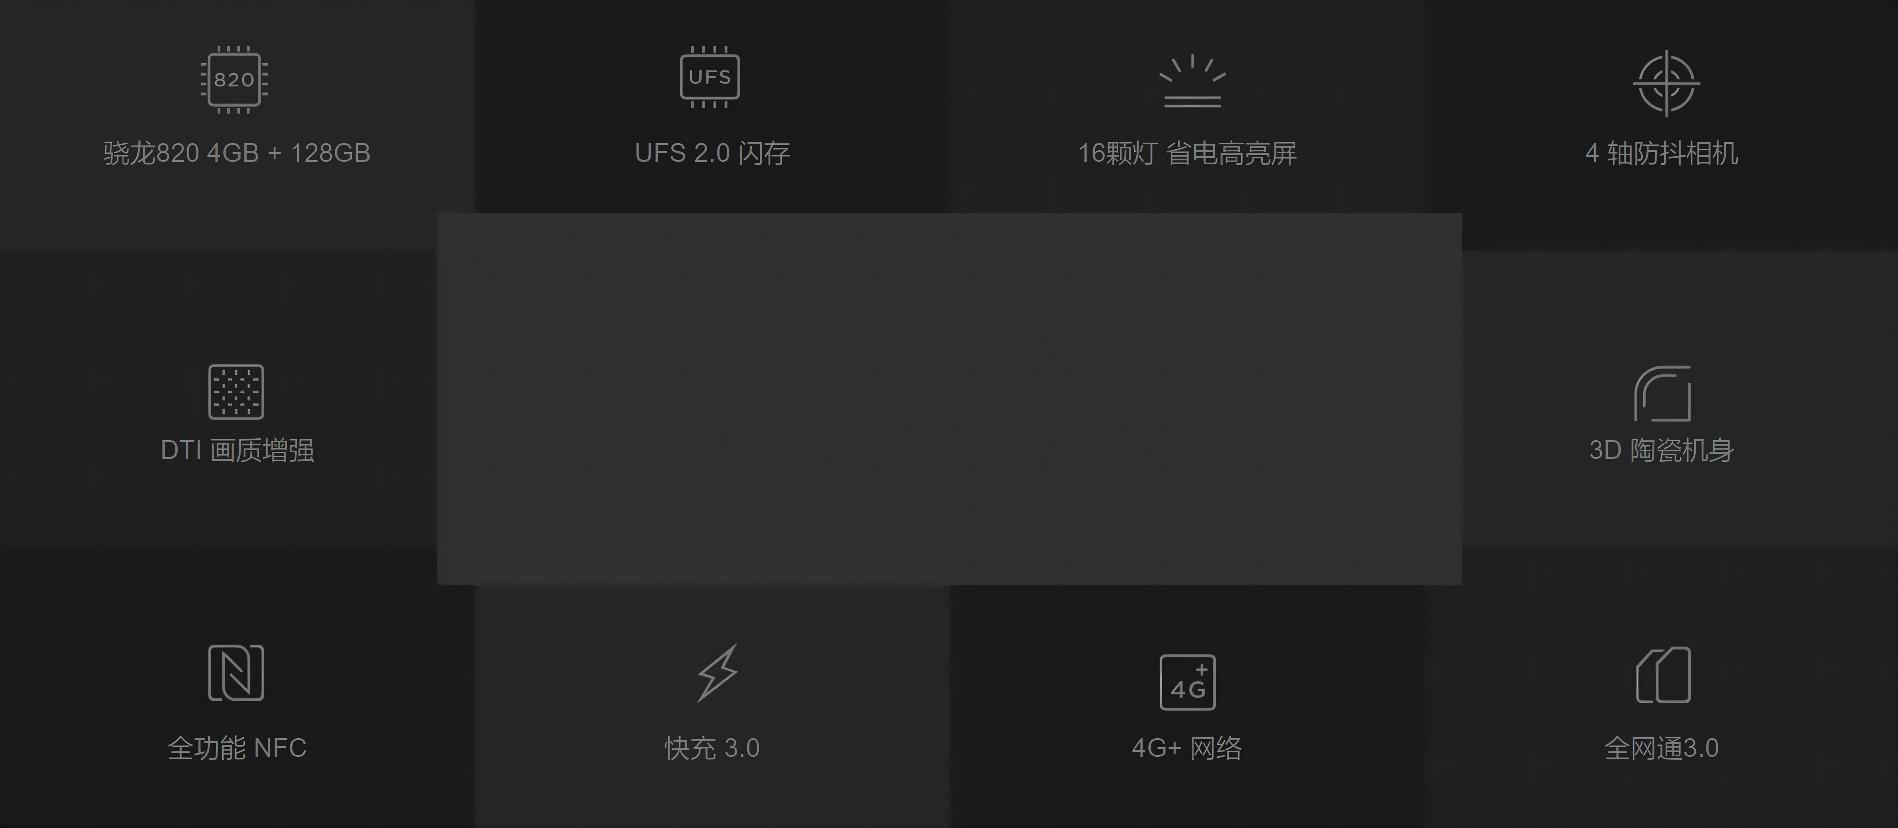 820
骁龙820 4GB + 128GB
UFS
UFS 2.0 闪存
16颗灯 省电高亮屏
4 轴防抖相机
DTI 画质增强
3D 陶瓷机身
全功能 NFC
快充 3.0
4G+
4G+ 网络
全网通3.0